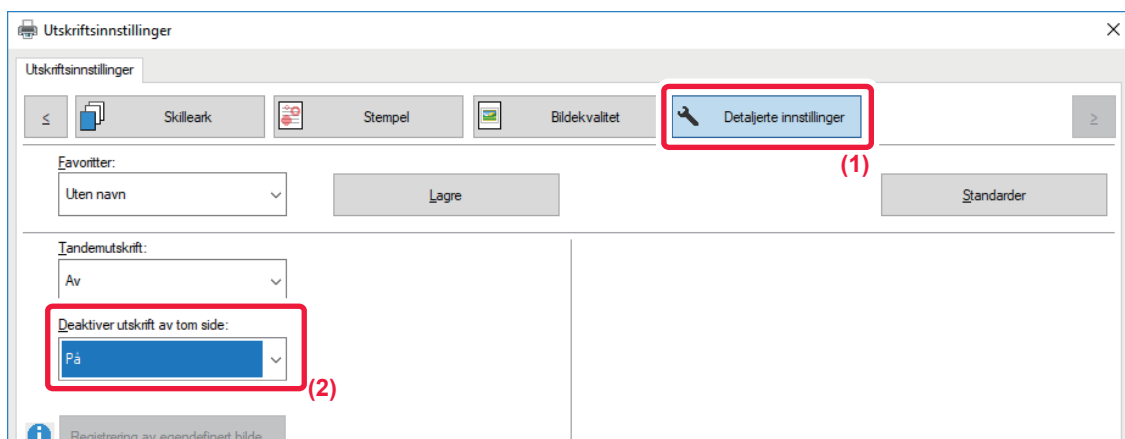 Utskriftsinnstillinger
Utskriftsinnstillinger
< Skilleark Stempel Bildekvalitet Detaljerte innstillinger >
(1)
Favoritter:
Uten navn Lagre Standarder
Tandemutskrift:
Av
Deaktiver utskrift av tom side:
På
(2)
Registrering av egendefinert bilde